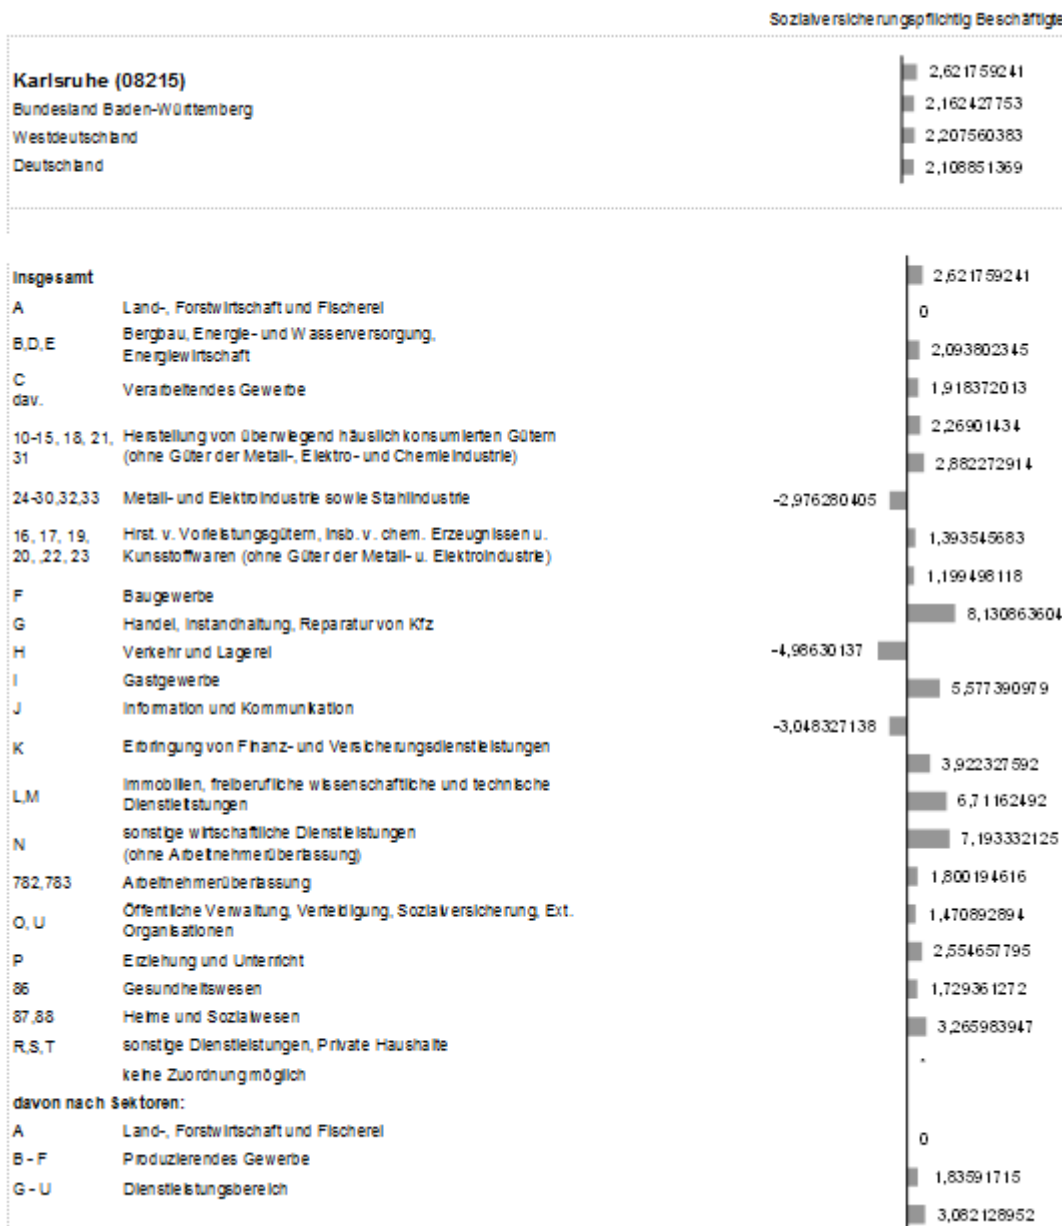 Sozialversicherungspflichtig Beschäftigte
Karlsruhe (08215)
2,621759241
Bundesland Baden-Württemberg
2,162427753
Westdeutschland
2,207560383
Deutschland
2,108851369
Insgesamt
2,621759241
A Land-, Forstwirtschaft und Fischerei
0
B,D,E Bergbau, Energie- und Wasserversorgung,
Energiewirtschaft
2,093802345
C
dav. Verarbeitendes Gewerbe
1,918372013
10-15, 18, 21,
31
Herstellung von überwiegend häuslich konsumierten Gütern
(ohne Güter der Metall-, Elektro- und Chemieindustrie)
2,26901434
2,882272914
24-30,32,33 Metall- und Elektroindustrie sowie Stahlindustrie
-2,976280405
16, 17, 19,
20, ,22, 23
Hrst. v. Vorleistungsgütern, insb. v. chem. Erzeugnissen u.
Kunsstoffwaren (ohne Güter der Metall- u. Elektroindustrie)
1,393545683
1,199498118
F Baugewerbe
8,130863604
G Handel, Instandhaltung, Reparatur von Kfz
H Verkehr und Lagerei
-4,98630137
I Gastgewerbe
5,577390979
J Information und Kommunikation
-3,048327138
K Erbringung von Finanz- und Versicherungsdienstleistungen
3,922327592
L,M Immobilien, freiberufliche wissenschaftliche und technische
Dienstleitstungen
6,71162492
N sonstige wirtschaftliche Dienstleistungen
(ohne Arbeitnehmerüberlassung)
7,193332125
782,783 Arbeitnehmerüberlassung
1,800194616
O, U Öffentliche Verwaltung, Verteidigung, Sozialversicherung, Ext.
Organisationen
1,470892894
P Erziehung und Unterricht
2,554657795
86 Gesundheitswesen
1,729361272
87,88 Heime und Sozialwesen
3,265983947
R,S,T sonstige Dienstleistungen, Private Haushalte
keine Zuordnung möglich
davon nach Sektoren:
A Land-, Forstwirtschaft und Fischerei
0
B - F Produzierendes Gewerbe
1,83591715
G - U Dienstleistungsbereich
3,082128952